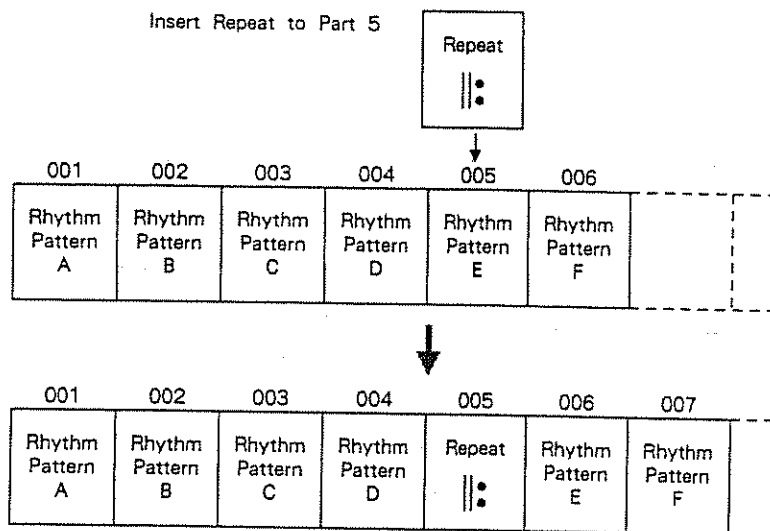 Insert Repeat to Part 5
Repeat
001 002 003 004 005 006
Rhythm Rhythm Rhythm Rhythm Rhythm Rhythm
Pattern Pattern Pattern Pattern Pattern Pattern
A B C D E F
001 002 003 004 005 006 007
Rhythm Rhythm Rhythm Rhythm Repeat Rhythm Rhythm
Pattern Pattern Pattern Pattern Pattern Pattern
A B C D E F